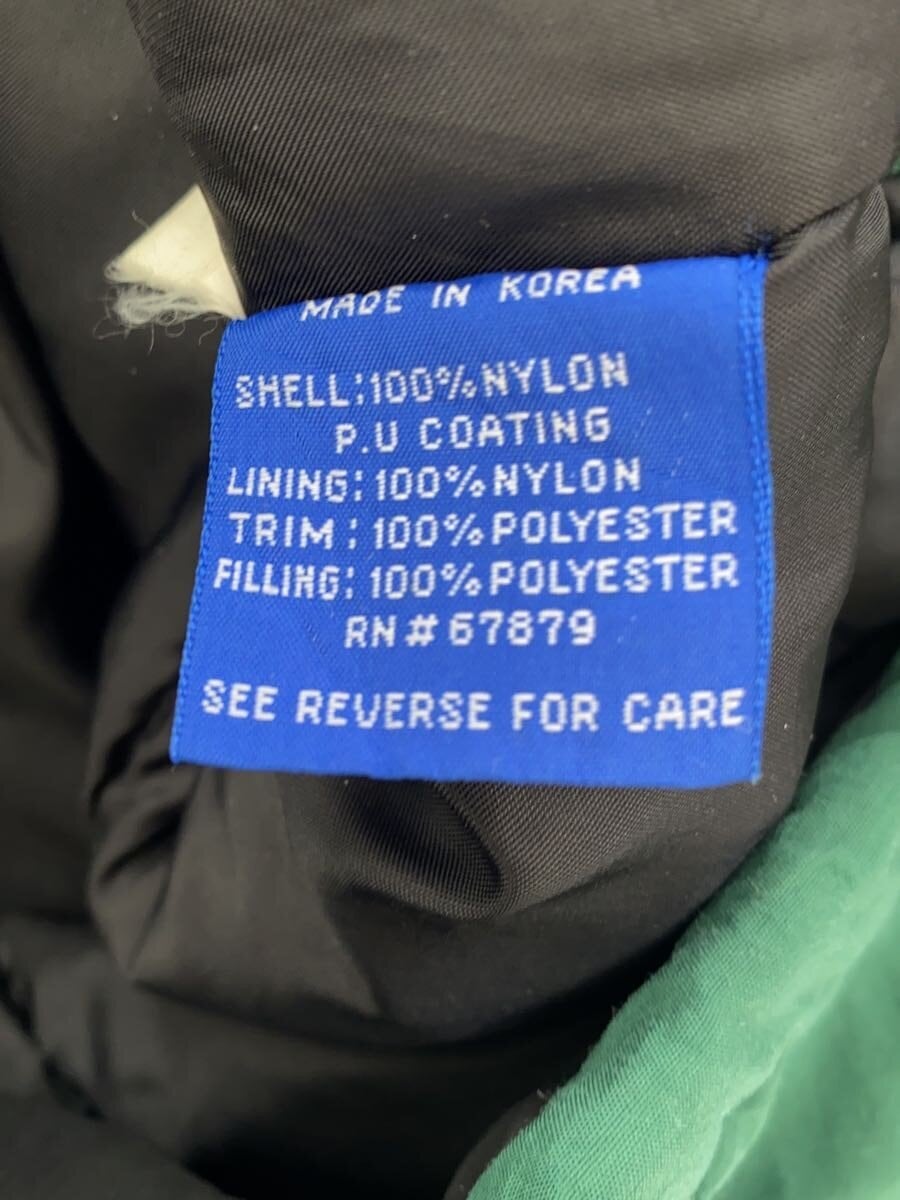 MADE IN KOREA
SHELL:100%NYLON
P.U COATING
LINING:100%NYLON
TRIM:100%POLYESTER
FILLING:100%POLYESTER
RN#67879
SEE REVERSE FOR CARE